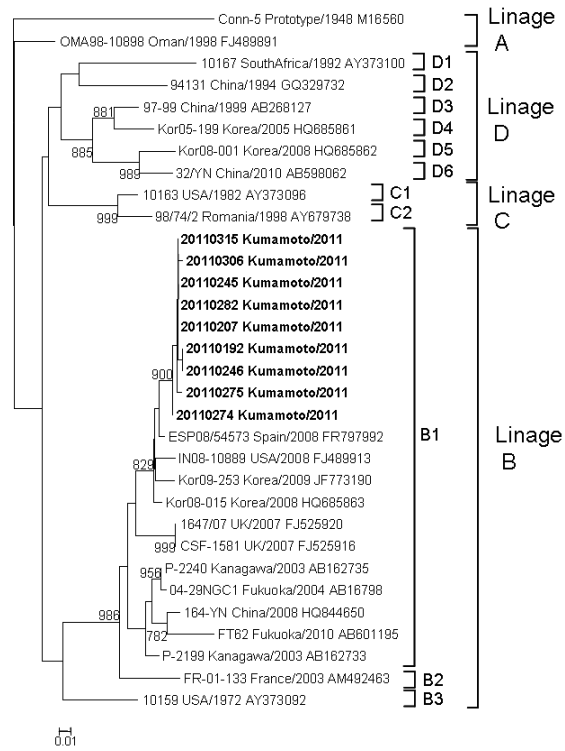 Conn-5 Prototype/1948 M16560
Linage
A
OMA98-10898 Oman/1998 FJ489891
10167 SouthAfrica/1992 AY373100
D1
94131 China/1994 GQ329732
D2
881
97-99 China/1999 AB268127
D3
Linage
D
Kor05-199 Korea/2005 HQ685861
D4
885
Kor08-001 Korea/2008 HQ685862
D5
989
32/YN China/2010 AB598062
D6
10163 USA/1982 AY373096
C1
Linage
C
999
98/74/2 Romania/1998 AY679738
C2
20110315 Kumamoto/2011
20110306 Kumamoto/2011
20110245 Kumamoto/2011
20110282 Kumamoto/2011
20110207 Kumamoto/2011
20110192 Kumamoto/2011
900
20110246 Kumamoto/2011
20110275 Kumamoto/2011
20110274 Kumamoto/2011
ESP08/54573 Spain/2008 FR797992
B1
Linage
B
IN08-10889 USA/2008 FJ489913
829
Kor09-253 Korea/2009 JF773190
Kor08-015 Korea/2008 HQ685863
1647/07 UK/2007 FJ525920
999
CSF-1581 UK/2007 FJ525916
956
P-2240 Kanagawa/2003 AB162735
04-29NGC1 Fukuoka/2004 AB16798
986
164-YN China/2008 HQ844650
782
FT62 Fukuoka/2010 AB601195
P-2199 Kanagawa/2003 AB162733
FR-01-133 France/2003 AM492463
B2
10159 USA/1972 AY373092
B3
0.01